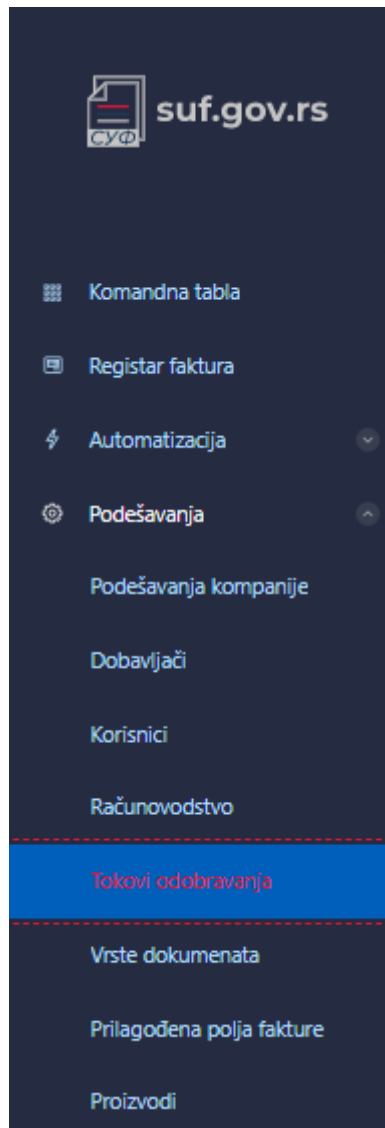 СУФ
suf.gov.rs
Komandna tabla
Registar faktura
Automatizacija
Podešavanja
Podešavanja kompanije
Dobavljači
Korisnici
Računovodstvo
Tokovi odobravanja
Vrste dokumenata
Prilagođena polja fakture
Proizvodi